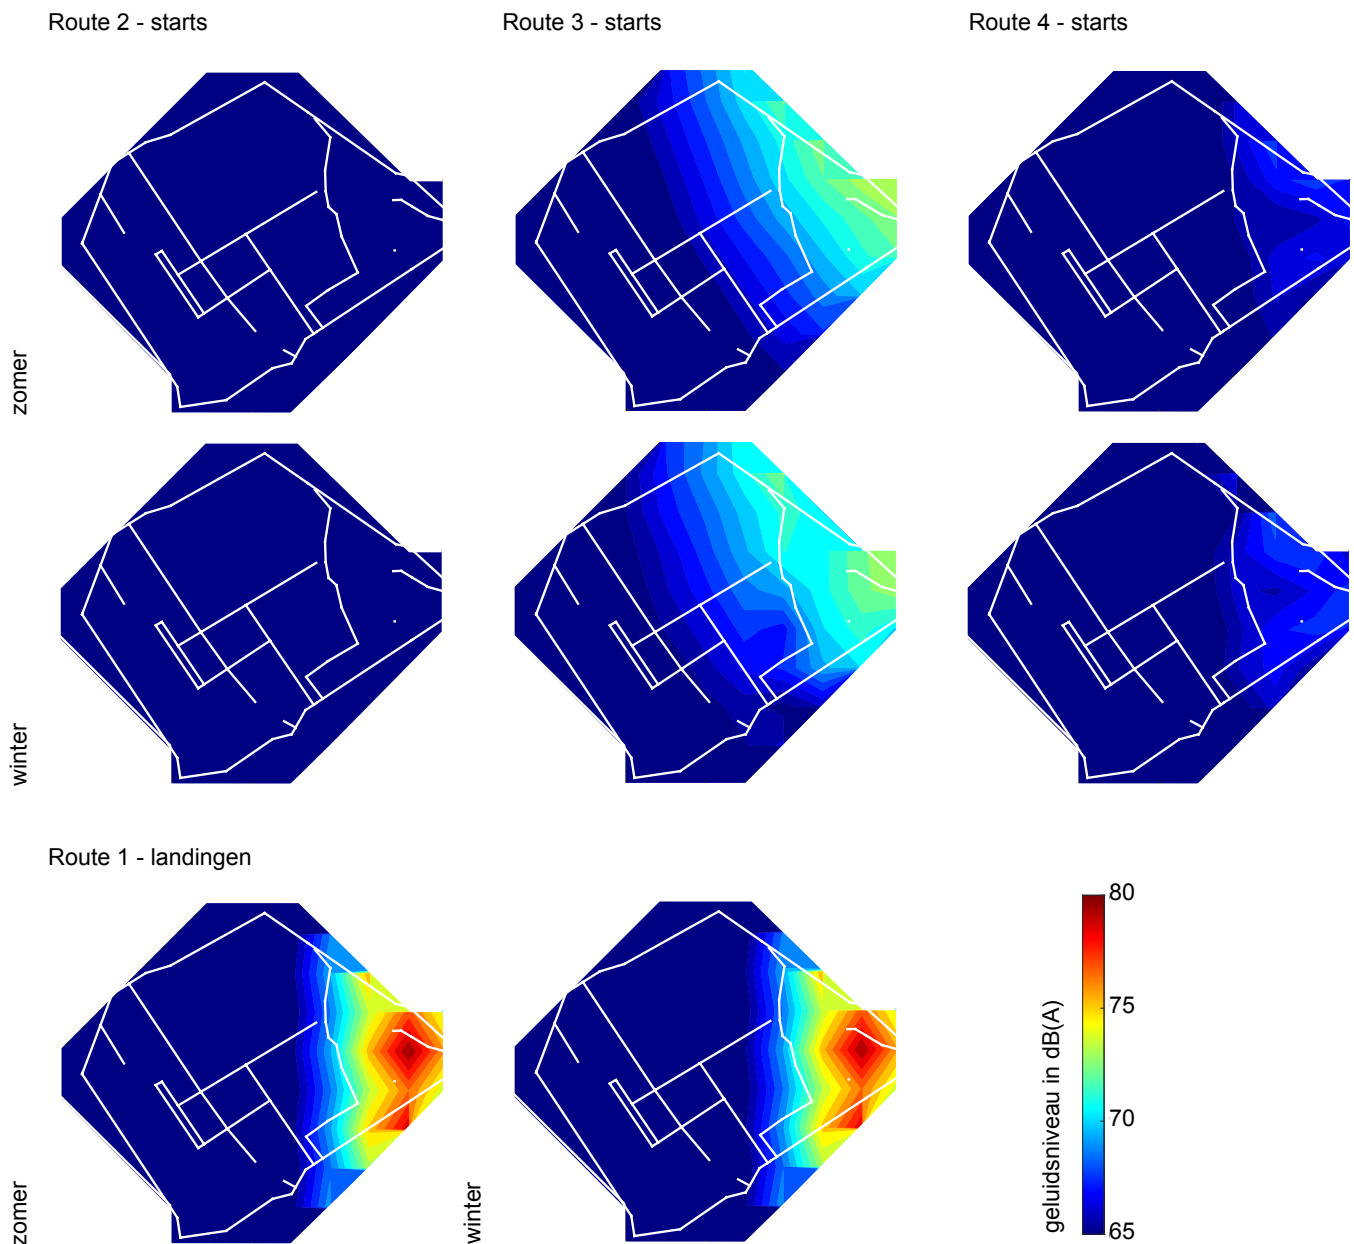 Route 2 - starts
Route 3 - starts
Route 4 - starts
zomer
winter
Route 1 - landingen
zomer
winter
geluidsniveau in dB(A)
80
75
70
65